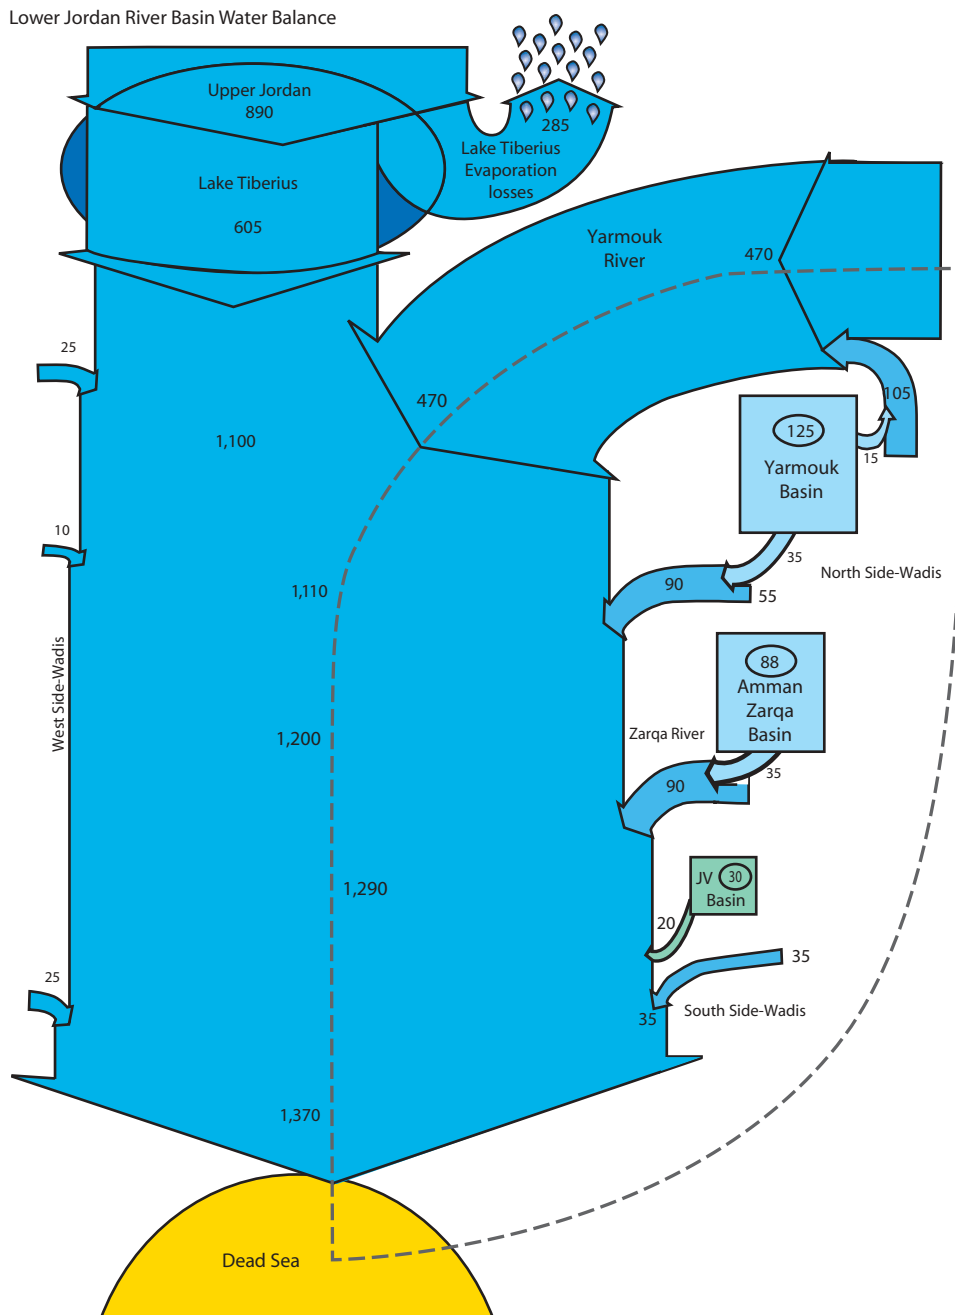 Lower Jordan River Basin Water Balance
Upper Jordan
890
285
Lake Tiberius
Evaporation
losses
Lake Tiberius
605
Yarmouk
River
470
25
105
470
125
Yarmouk
Basin
15
1,100
10
35
North Side-Wadis
90
55
1,110
West Side-Wadis
88
Amman
Zarqa
Basin
Zarqa River
1,200
35
90
JV
30
Basin
1,290
20
35
25
South Side-Wadis
35
1,370
Dead Sea